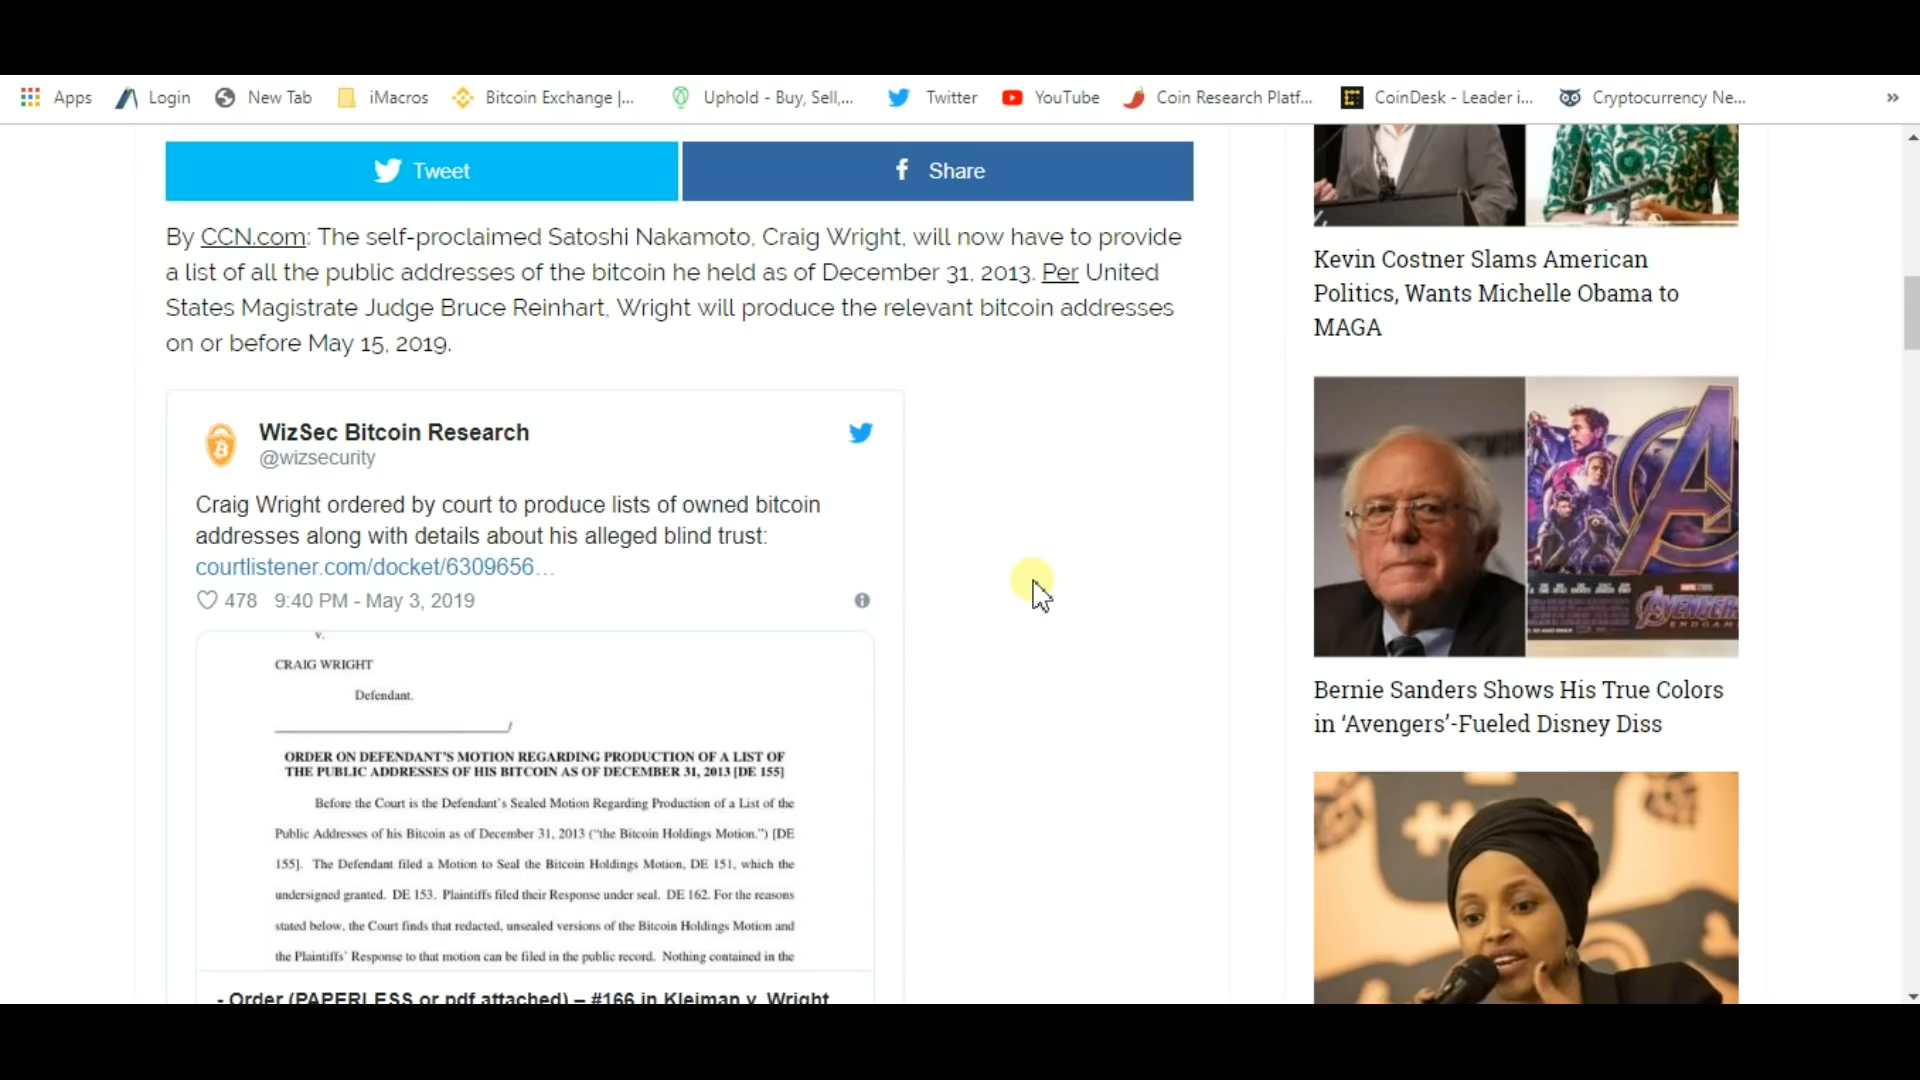 Apps Login New Tab iMacros Bitcoin Exchange |... Uphold - Buy, Sell,... Twitter YouTube Coin Research Platf... CoinDesk - Leader i... Cryptocurrency Ne... »
Tweet
Share
By CCN.com: The self-proclaimed Satoshi Nakamoto, Craig Wright, will now have to provide
a list of all the public addresses of the bitcoin he held as of December 31, 2013. Per United
States Magistrate Judge Bruce Reinhart, Wright will produce the relevant bitcoin addresses
on or before May 15, 2019.
WizSec Bitcoin Research
@wizsecurity
Craig Wright ordered by court to produce lists of owned bitcoin
addresses along with details about his alleged blind trust:
courtlistener.com/docket/6309656...
478 9:40 PM - May 3, 2019
v.
CRAIG WRIGHT
Defendant.
/
ORDER ON DEFENDANT'S MOTION REGARDING PRODUCTION OF A LIST OF
THE PUBLIC ADDRESSES OF HIS BITCOIN AS OF DECEMBER 31, 2013 [DE 155]
Before the Court is the Defendant's Sealed Motion Regarding Production of a List of the
Public Addresses of his Bitcoin as of December 31, 2013 ("the Bitcoin Holdings Motion.") [DE
155]. The Defendant filed a Motion to Seal the Bitcoin Holdings Motion, DE 151, which the
undersigned granted. DE 153. Plaintiffs filed their Response under seal. DE 162. For the reasons
stated below, the Court finds that redacted, unsealed versions of the Bitcoin Holdings Motion and
the Plaintiffs' Response to that motion can be filed in the public record. Nothing contained in the
- Order (PAPERLESS or pdf attached) – #166 in Kleiman v. Wright
Kevin Costner Slams American
Politics, Wants Michelle Obama to
MAGA
AVENGERS
ENDGAME
Bernie Sanders Shows His True Colors
in 'Avengers'-Fueled Disney Diss